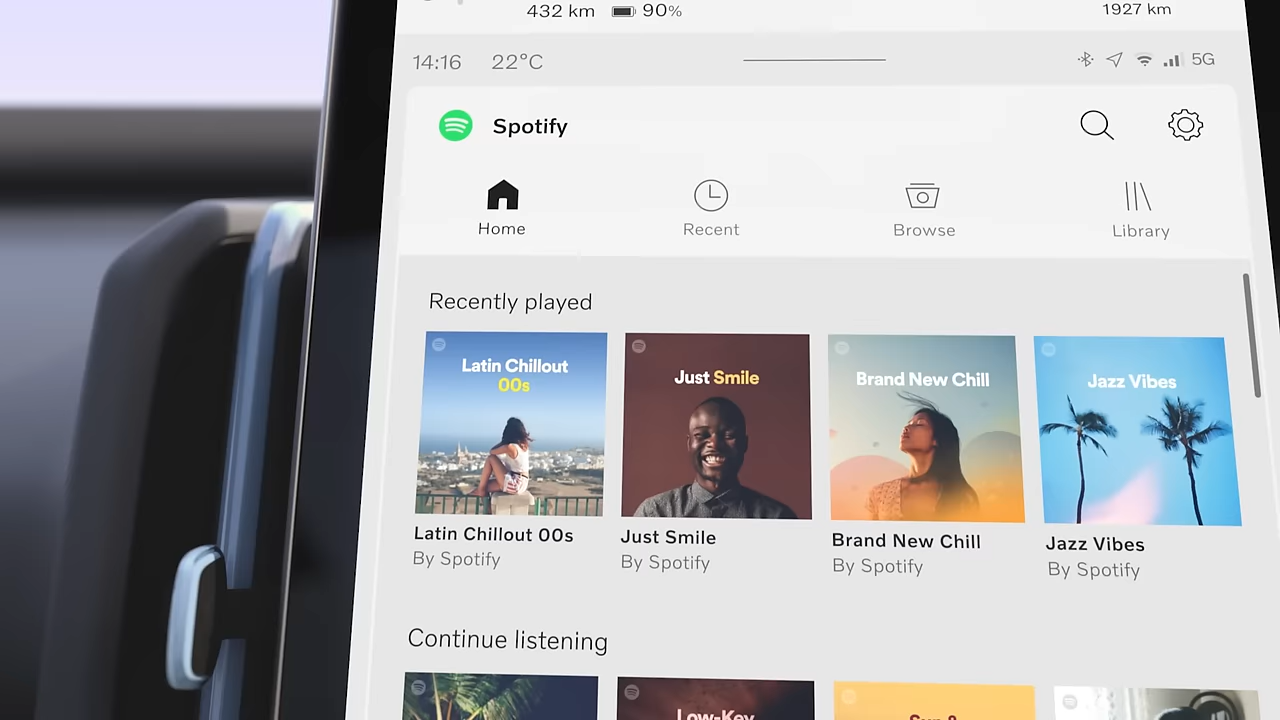 432 km 90% 1927 km
14:16 22°C 5G
Spotify
Home Recent Browse Library
Recently played
Latin Chillout
00s
Just Smile
Brand New Chill
Jazz Vibes
Latin Chillout 00s
By Spotify
Just Smile
By Spotify
Brand New Chill
By Spotify
Jazz Vibes
By Spotify
Continue listening
Low-Key